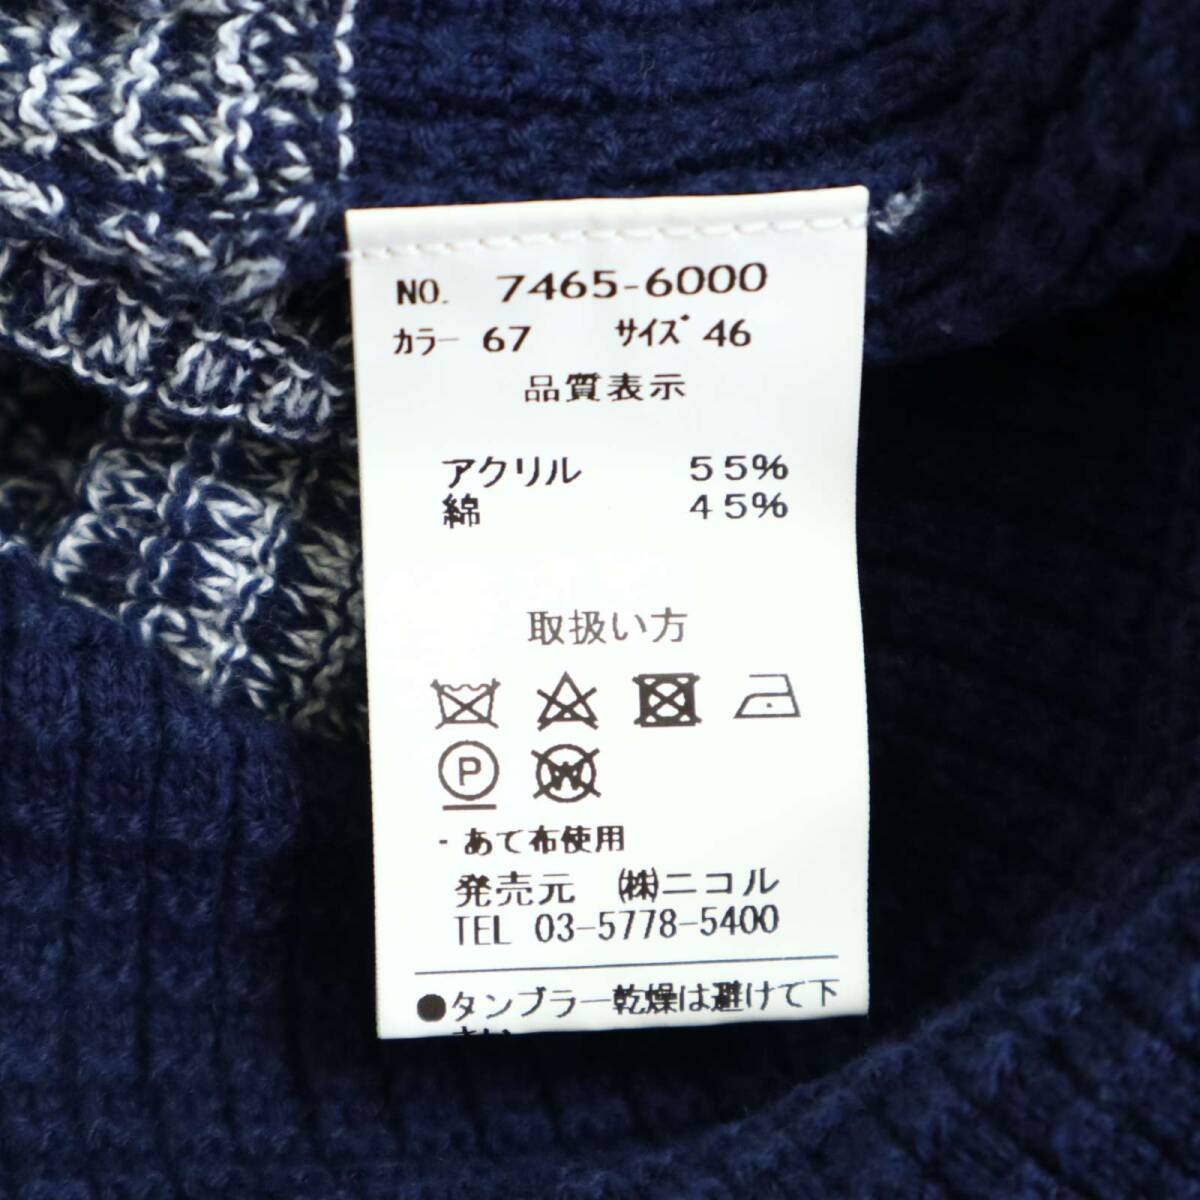 NO. 7465-6000
ｶﾗｰ 67 ｻｲｽﾞ 46
品質表示
アクリル 55%
綿 45%
取扱い方
P W
・あて布使用
発売元 ㈱ニコル
TEL 03-5778-5400
●タンブラー乾燥は避けて下
さい